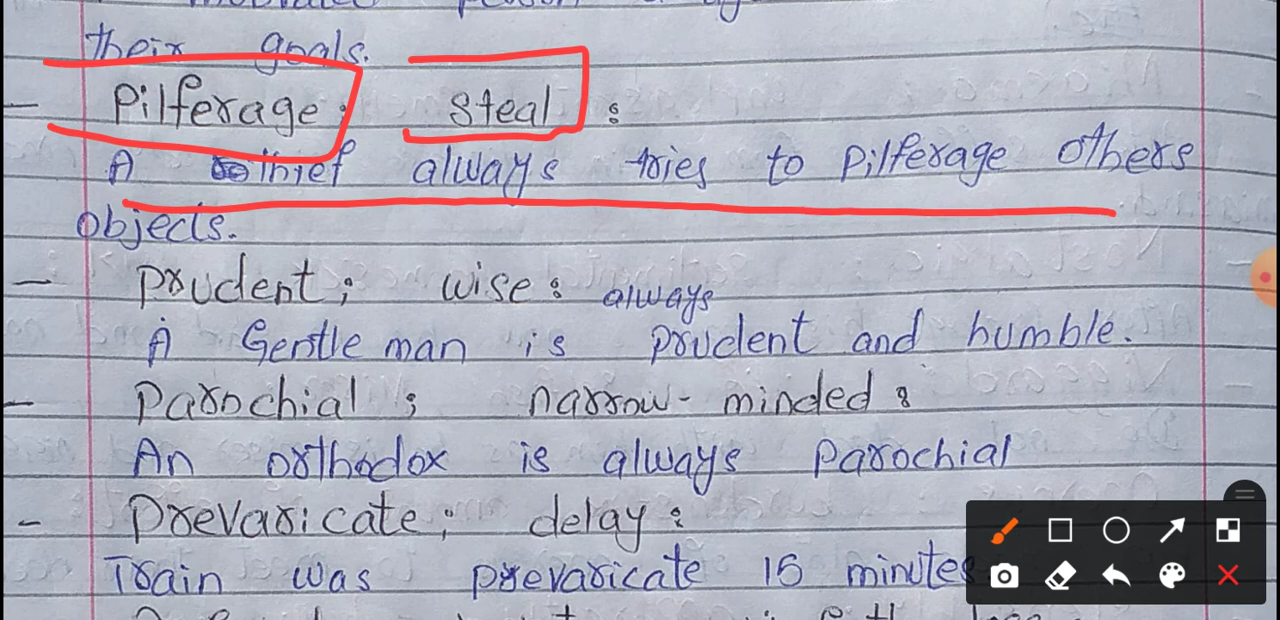 their goals.
- Pilferage; steal :
A thief always tries to pilferage others
objects.
- Prudent; wise : always
A Gentle man is prudent and humble.
- Parochial; narrow-minded :
An orthodox is always parochial
- Prevaricate; delay :
Train was prevaricate 15 minutes